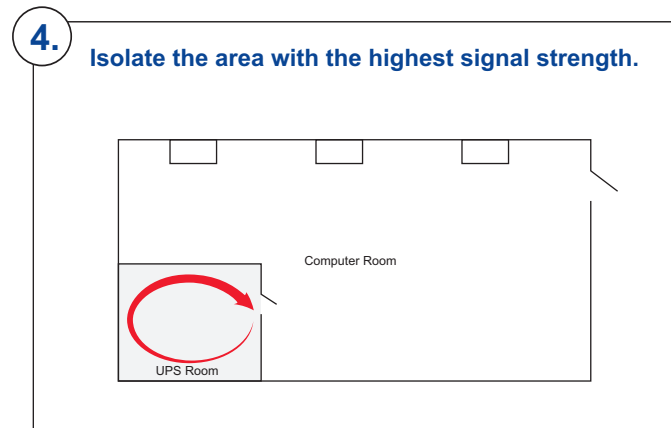 4.
Isolate the area with the highest signal strength.
Computer Room
UPS Room